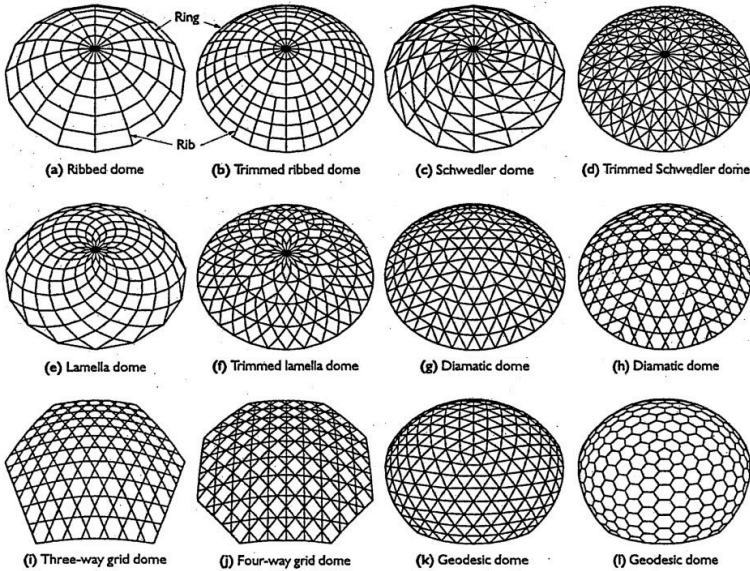 Ring
Rib
(a) Ribbed dome
(b) Trimmed ribbed dome
(c) Schwedler dome
(d) Trimmed Schwedler dome
(e) Lamella dome
(f) Trimmed lamella dome
(g) Diamatic dome
(h) Diamatic dome
(i) Three-way grid dome
(j) Four-way grid dome
(k) Geodesic dome
(l) Geodesic dome